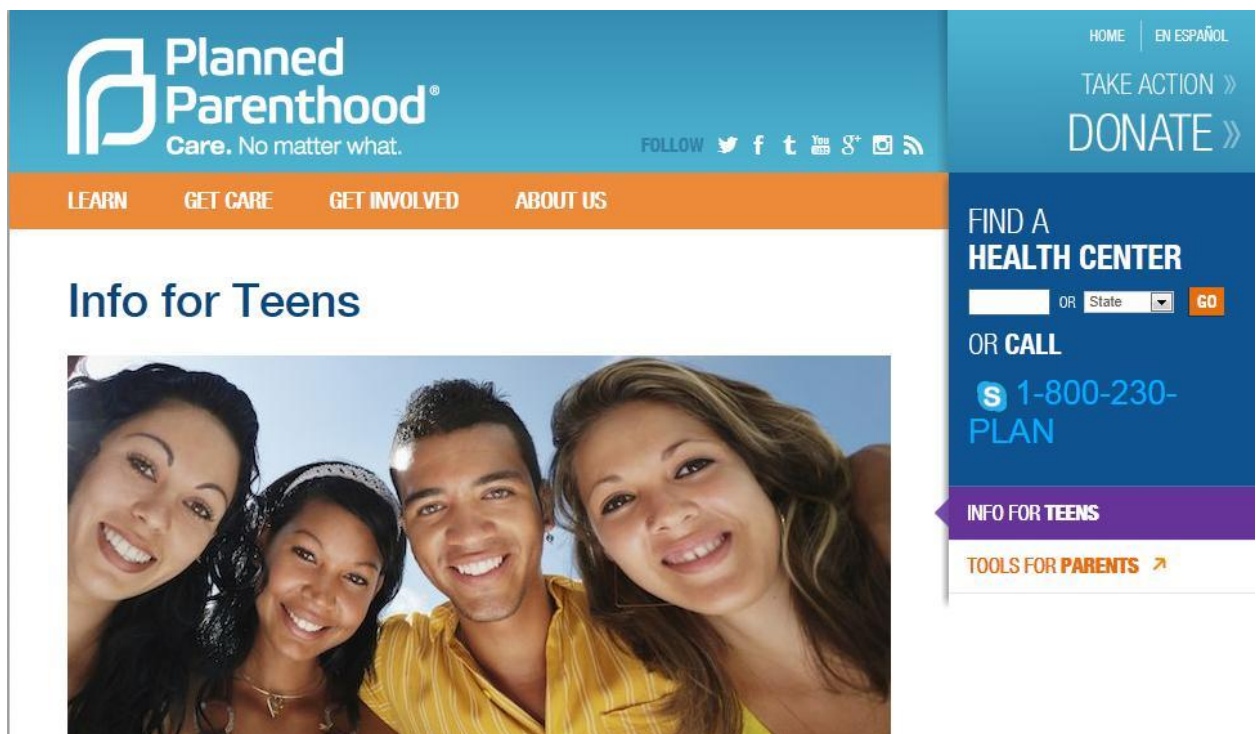 Planned
Parenthood®
Care. No matter what.
FOLLOW
HOME EN ESPAÑOL
TAKE ACTION »
DONATE »
LEARN GET CARE GET INVOLVED ABOUT US
Info for Teens
FIND A
HEALTH CENTER
OR State GO
OR CALL
1-800-230-
PLAN
INFO FOR TEENS
TOOLS FOR PARENTS